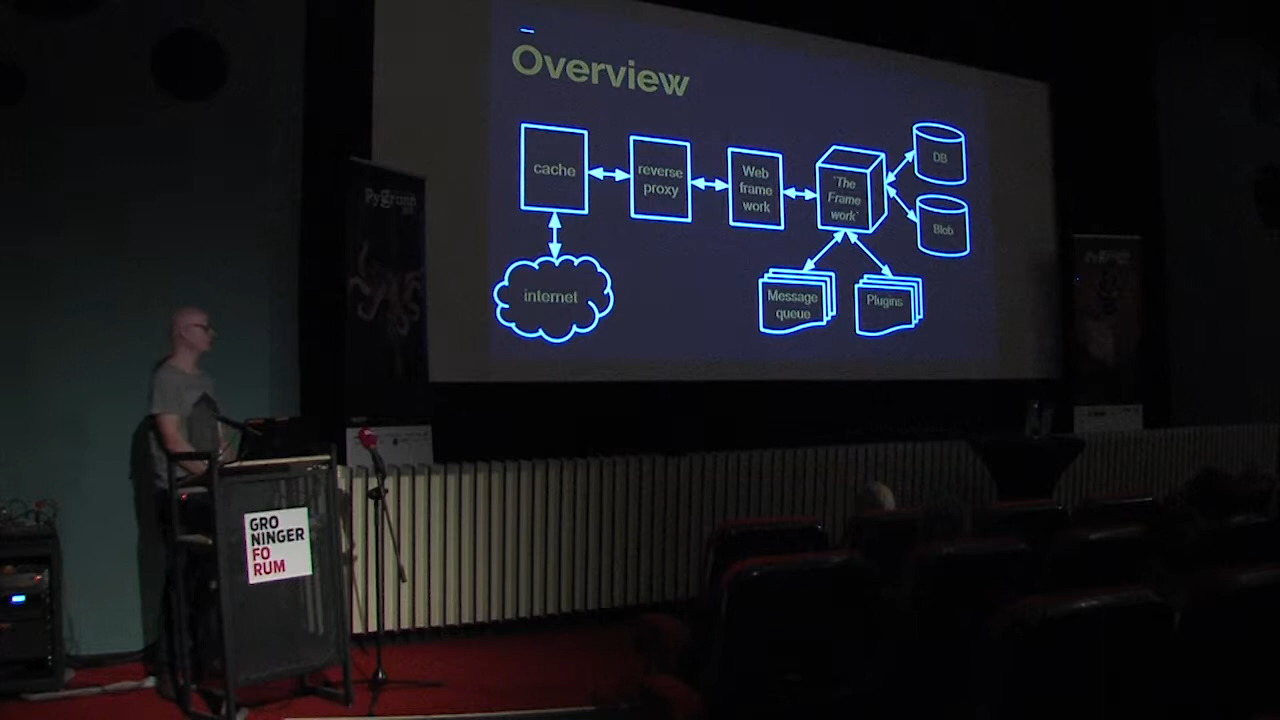 Overview
cache
reverse
proxy
Web
frame
work
'The
Frame
work'
DB
Blob
internet
Message
queue
Plugins
Pygrunn
GRO
NINGER
FO
RUM